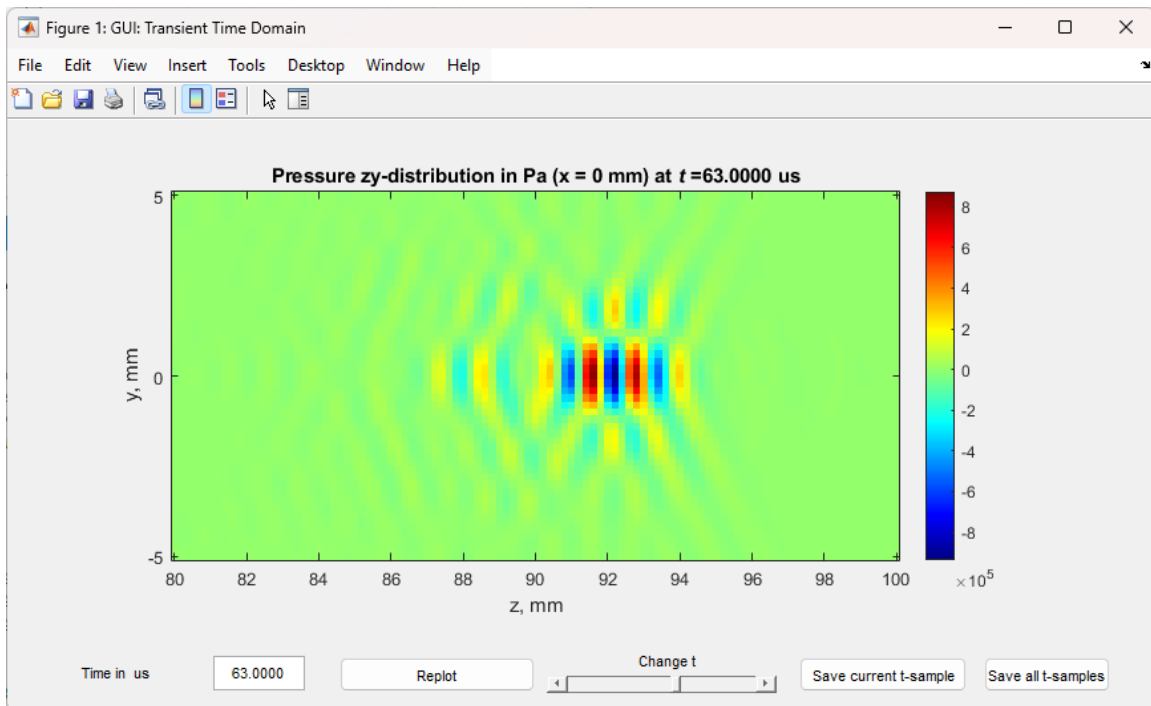 Figure 1: GUI: Transient Time Domain
File Edit View Insert Tools Desktop Window Help
Pressure zy-distribution in Pa (x = 0 mm) at t =63.0000 us
y, mm
5
0
-5
80 82 84 86 88 90 92 94 96 98 100
z, mm
8
6
4
2
0
-2
-4
-6
-8
×10^5
Change t
Time in us 63.0000 Replot Save current t-sample Save all t-samples